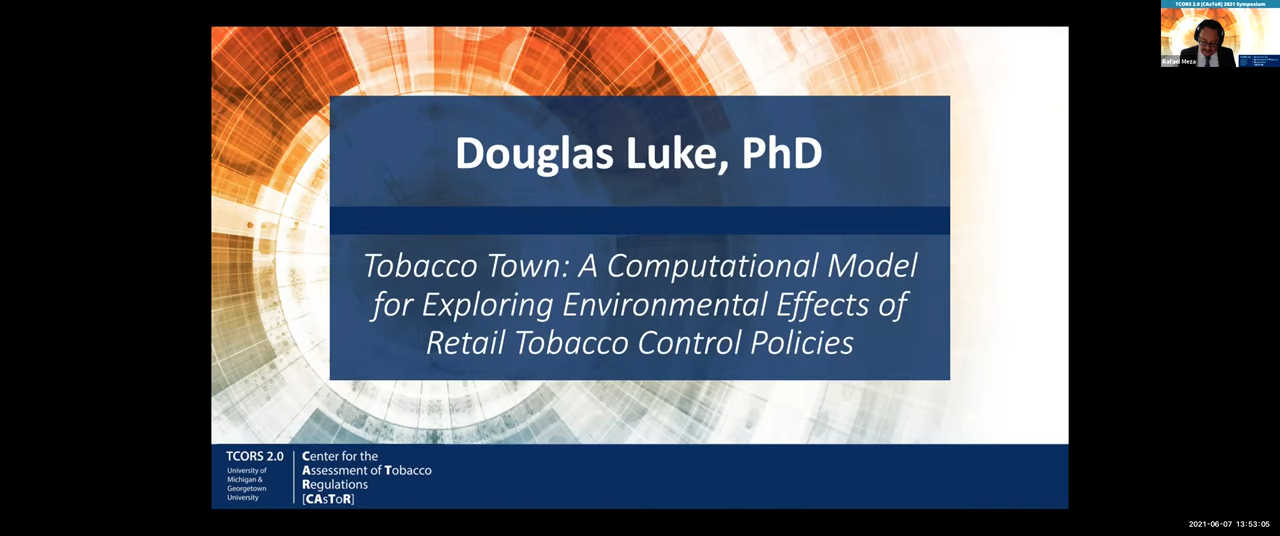 TCORS 2.0 [CAsToR] 2021 Symposium
Rafael Meza
Douglas Luke, PhD
Tobacco Town: A Computational Model
for Exploring Environmental Effects of
Retail Tobacco Control Policies
TCORS 2.0
University of
Michigan &
Georgetown
University
Center for the
Assessment of Tobacco
Regulations
[CAsToR]
2021-06-07 13:53:05